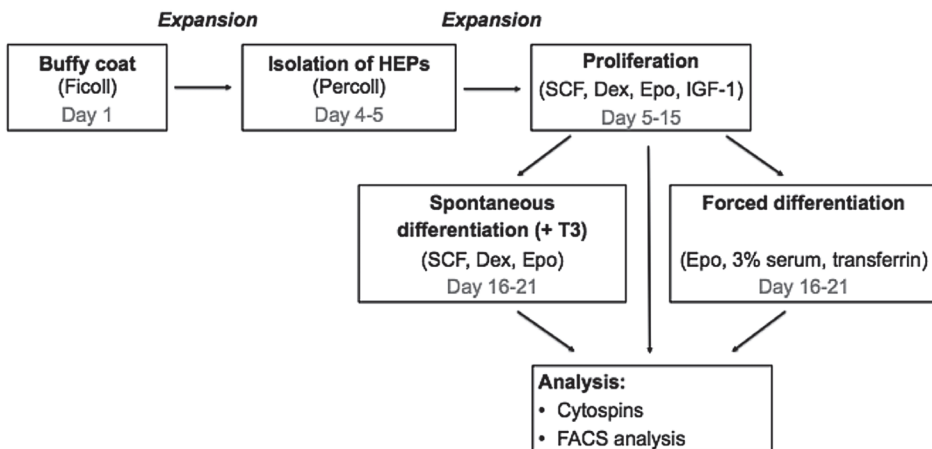 Expansion
Expansion
Buffy coat
(Ficoll)
Day 1
Isolation of HEPs
(Percoll)
Day 4-5
Proliferation
(SCF, Dex, Epo, IGF-1)
Day 5-15
Spontaneous
differentiation (+ T3)
(SCF, Dex, Epo)
Day 16-21
Forced differentiation
(Epo, 3% serum, transferrin)
Day 16-21
Analysis:
• Cytospins
• FACS analysis